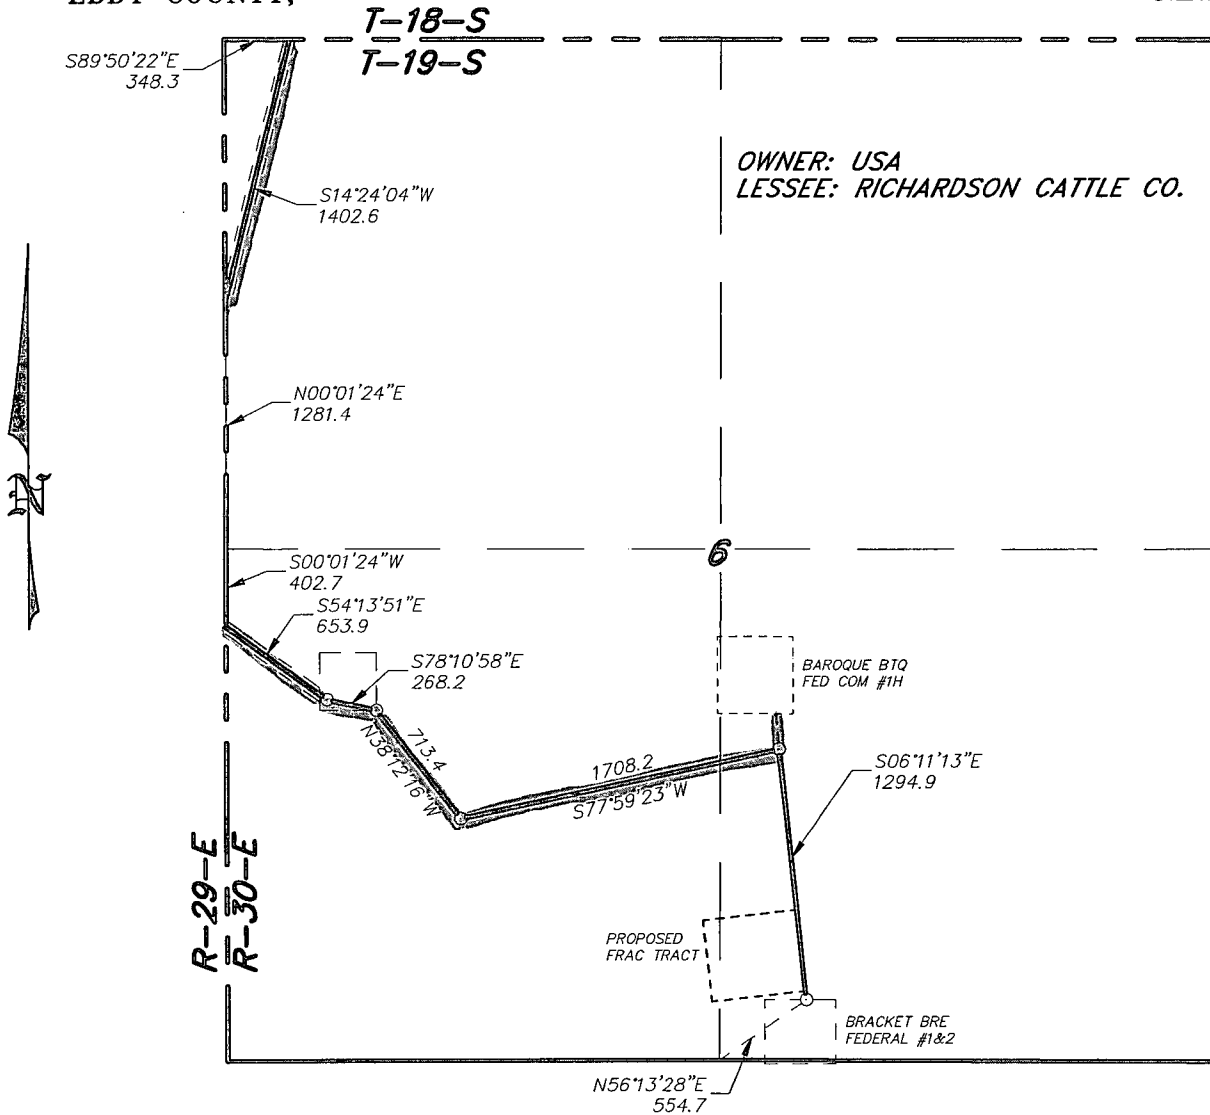 EDDY COUNTY,
T-18-S
T-19-S
S89°50'22"E
348.3
OWNER: USA
LESSEE: RICHARDSON CATTLE CO.
S14°24'04"W
1402.6
N00°01'24"E
1281.4
N
6
S00°01'24"W
402.7
S54°13'51"E
653.9
S78°10'58"E
268.2
BAROQUE BTQ
FED COM #1H
713.4
N38°12'16"W
1708.2
S77°59'23"W
S06°11'13"E
1294.9
R-29-E
R-30-E
PROPOSED
FRAC TRACT
BRACKET BRE
FEDERAL #1&2
N56°13'28"E
554.7